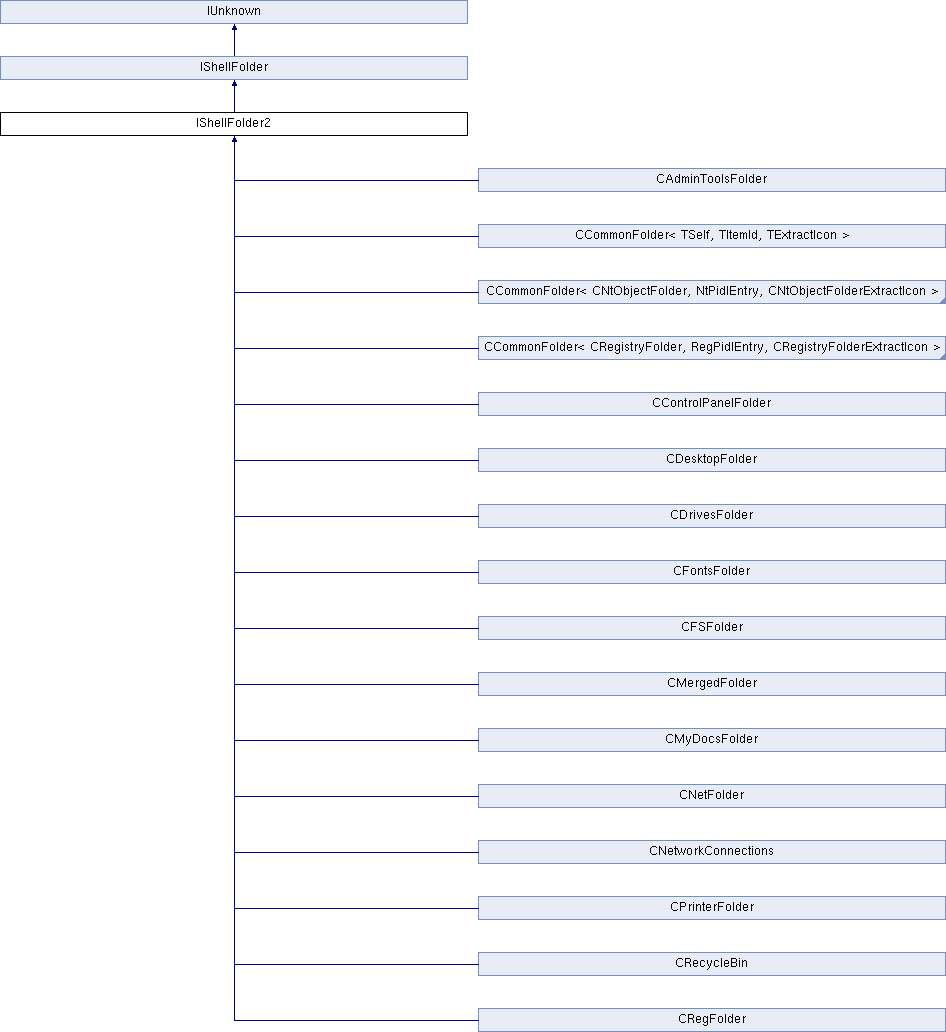 IUnknown
IShellFolder
IShellFolder2
CAdminToolsFolder
CCommonFolder< TSelf, TItemId, TExtractIcon >
CCommonFolder< CNtObjectFolder, NtPidlEntry, CNtObjectFolderExtractIcon >
CCommonFolder< CRegistryFolder, RegPidlEntry, CRegistryFolderExtractIcon >
CControlPanelFolder
CDesktopFolder
CDrivesFolder
CFontsFolder
CFSFolder
CMergedFolder
CMyDocsFolder
CNetFolder
CNetworkConnections
CPrinterFolder
CRecycleBin
CRegFolder